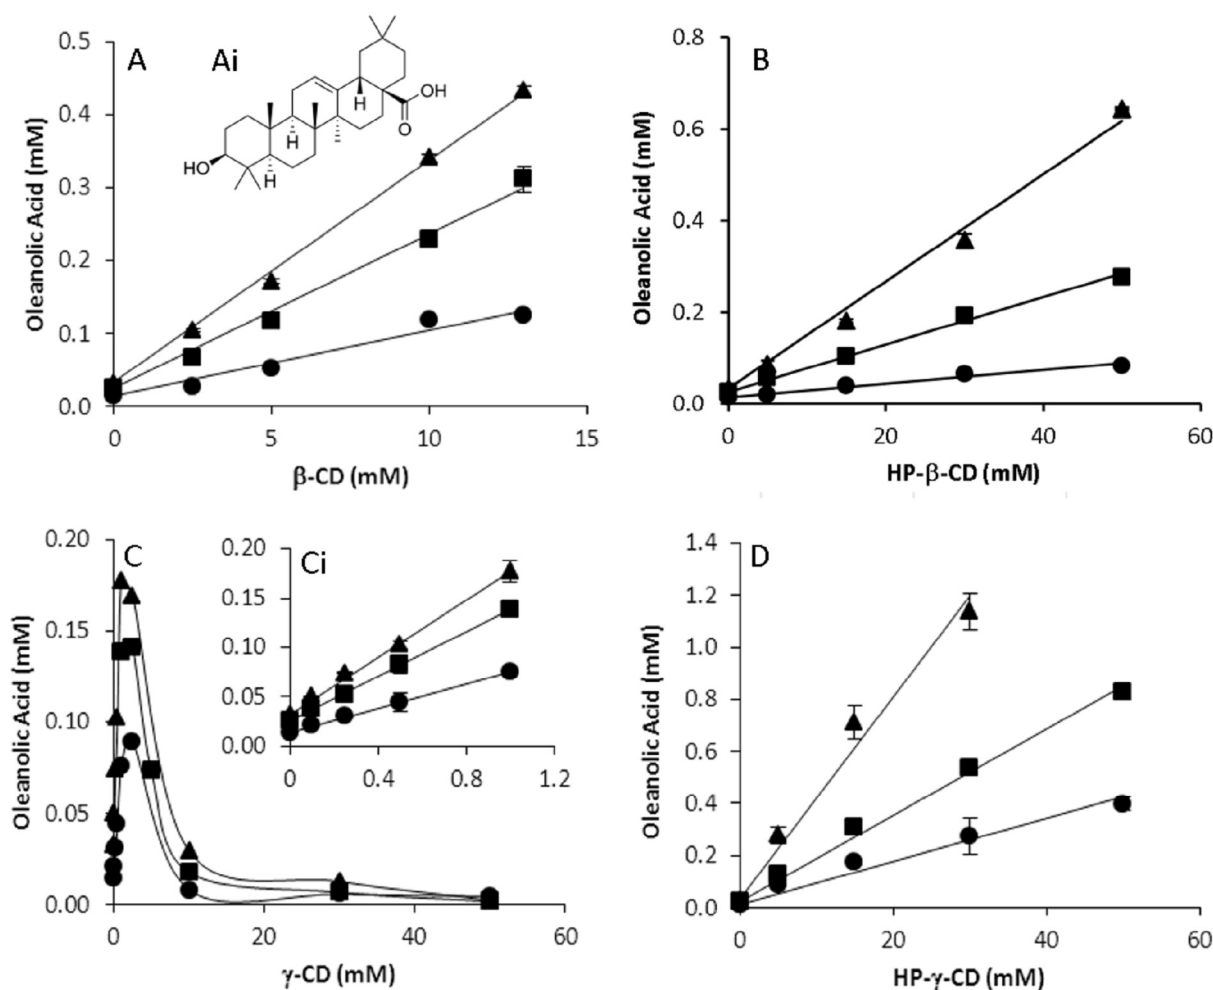 A
Ai
Oleanolic Acid (mM)
0.5
0.4
0.3
0.2
0.1
0.0
0
5
10
15
β-CD (mM)
HO
H
H
H
OH
O
B
Oleanolic Acid (mM)
0.8
0.6
0.4
0.2
0.0
0
20
40
60
HP-β-CD (mM)
C
Oleanolic Acid (mM)
0.20
0.15
0.10
0.05
0.00
0
20
40
60
γ-CD (mM)
Ci
0.20
0.15
0.10
0.05
0.00
0
0.4
0.8
1.2
D
Oleanolic Acid (mM)
1.4
1.2
1.0
0.8
0.6
0.4
0.2
0.0
0
20
40
60
HP-γ-CD (mM)